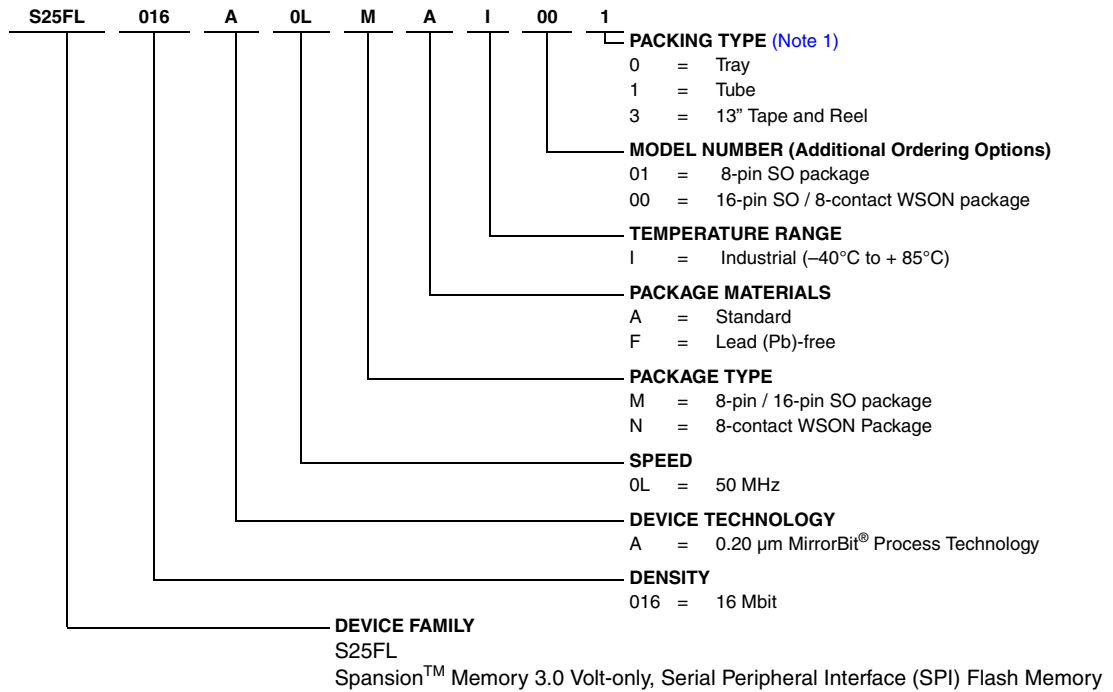 S25FL 016 A 0L M A I 00 1
PACKING TYPE (Note 1)
0 = Tray
1 = Tube
3 = 13” Tape and Reel
MODEL NUMBER (Additional Ordering Options)
01 = 8-pin SO package
00 = 16-pin SO / 8-contact WSON package
TEMPERATURE RANGE
I = Industrial (–40°C to + 85°C)
PACKAGE MATERIALS
A = Standard
F = Lead (Pb)-free
PACKAGE TYPE
M = 8-pin / 16-pin SO package
N = 8-contact WSON Package
SPEED
0L = 50 MHz
DEVICE TECHNOLOGY
A = 0.20 µm MirrorBit® Process Technology
DENSITY
016 = 16 Mbit
DEVICE FAMILY
S25FL
Spansion™ Memory 3.0 Volt-only, Serial Peripheral Interface (SPI) Flash Memory